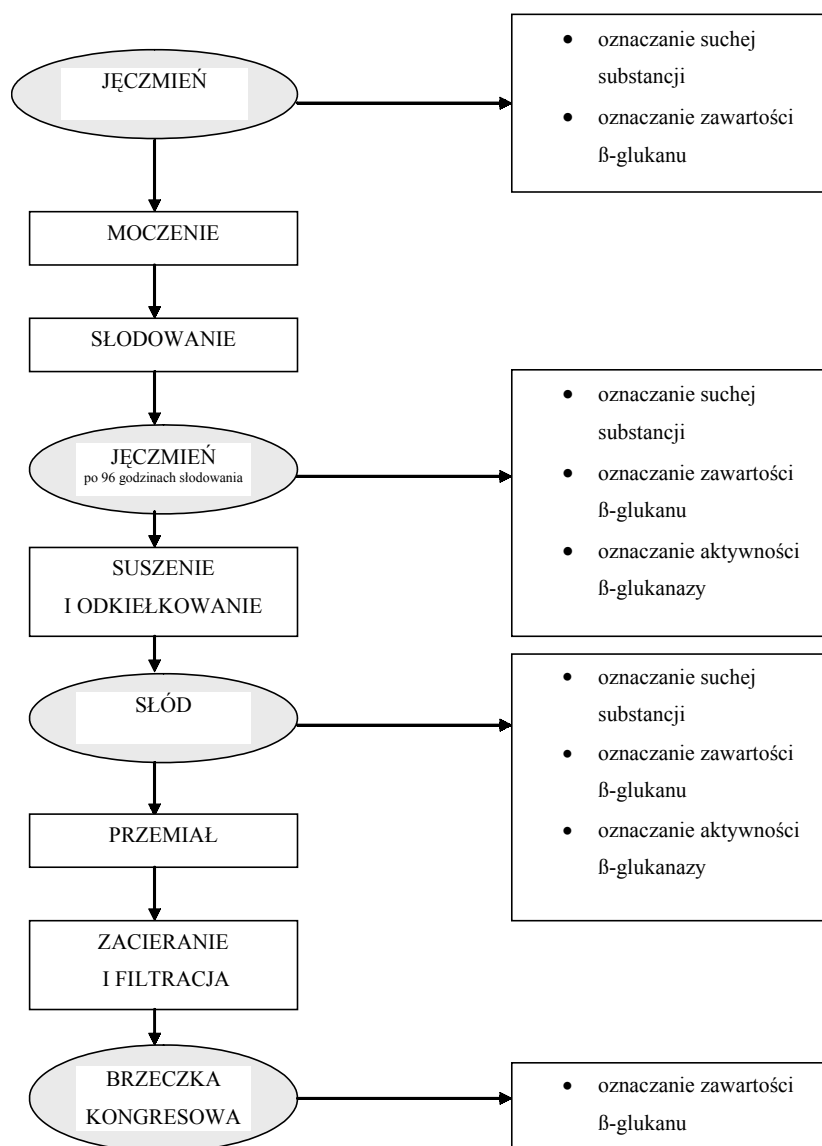 JĘCZMIEŃ
• oznaczanie suchej
substancji
• oznaczanie zawartości
ß-glukanu
MOCZENIE
SŁODOWANIE
JĘCZMIEŃ
po 96 godzinach słodowania
• oznaczanie suchej
substancji
• oznaczanie zawartości
ß-glukanu
• oznaczanie aktywności
ß-glukanazy
SUSZENIE
I ODKIEŁKOWANIE
SŁÓD
• oznaczanie suchej
substancji
• oznaczanie zawartości
ß-glukanu
• oznaczanie aktywności
ß-glukanazy
PRZEMIAŁ
ZACIERANIE
I FILTRACJA
BRZECZKA
KONGRESOWA
• oznaczanie zawartości
ß-glukanu